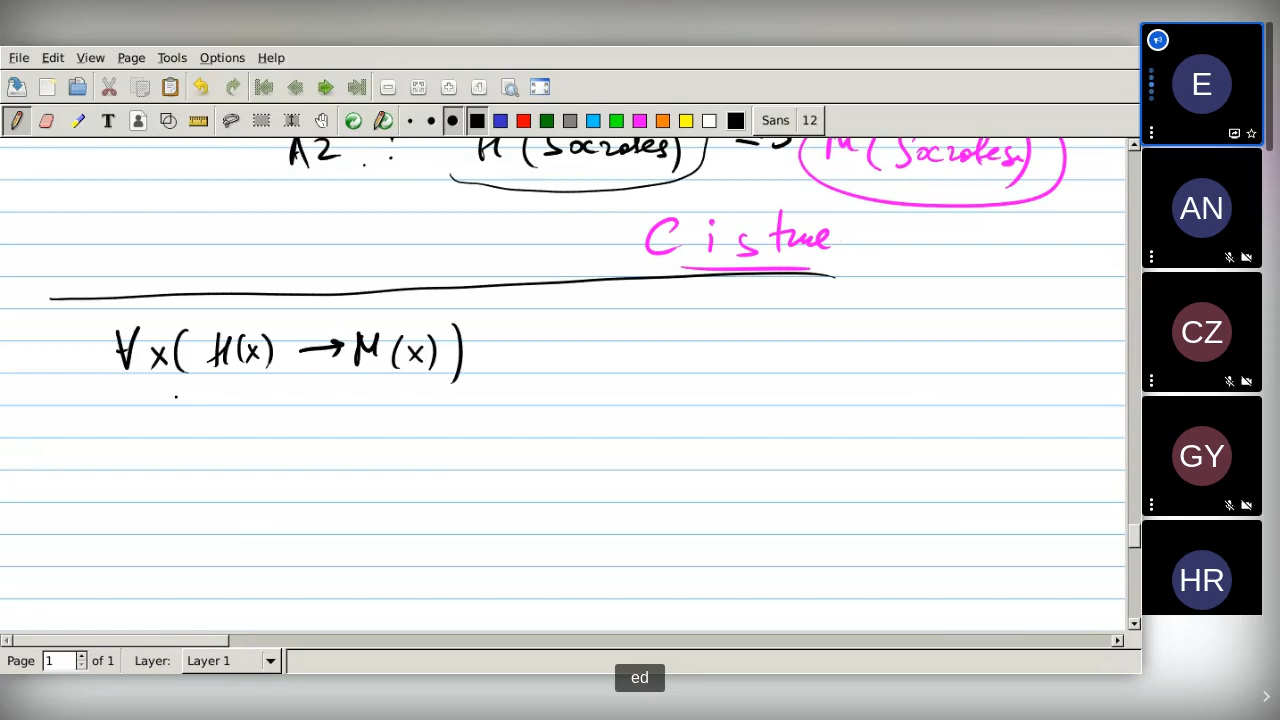 File Edit View Page Tools Options Help
T Sans 12
A2 : H (Socrates) => M (Socrates)
C is true
∀x( H(x) → M(x) )
Page 1 of 1 Layer: Layer 1
ed
E
AN
CZ
GY
HR